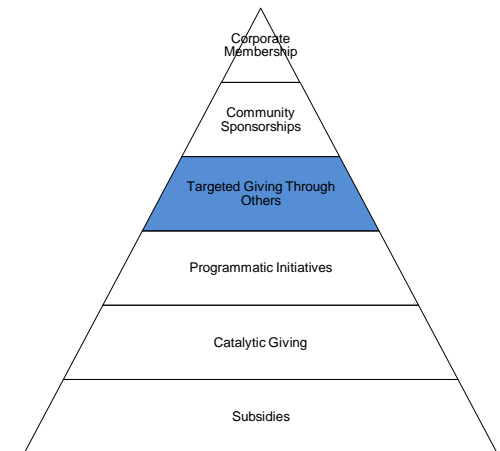 Corporate
Membership
Community
Sponsorships
Targeted Giving Through
Others
Programmatic Initiatives
Catalytic Giving
Subsidies